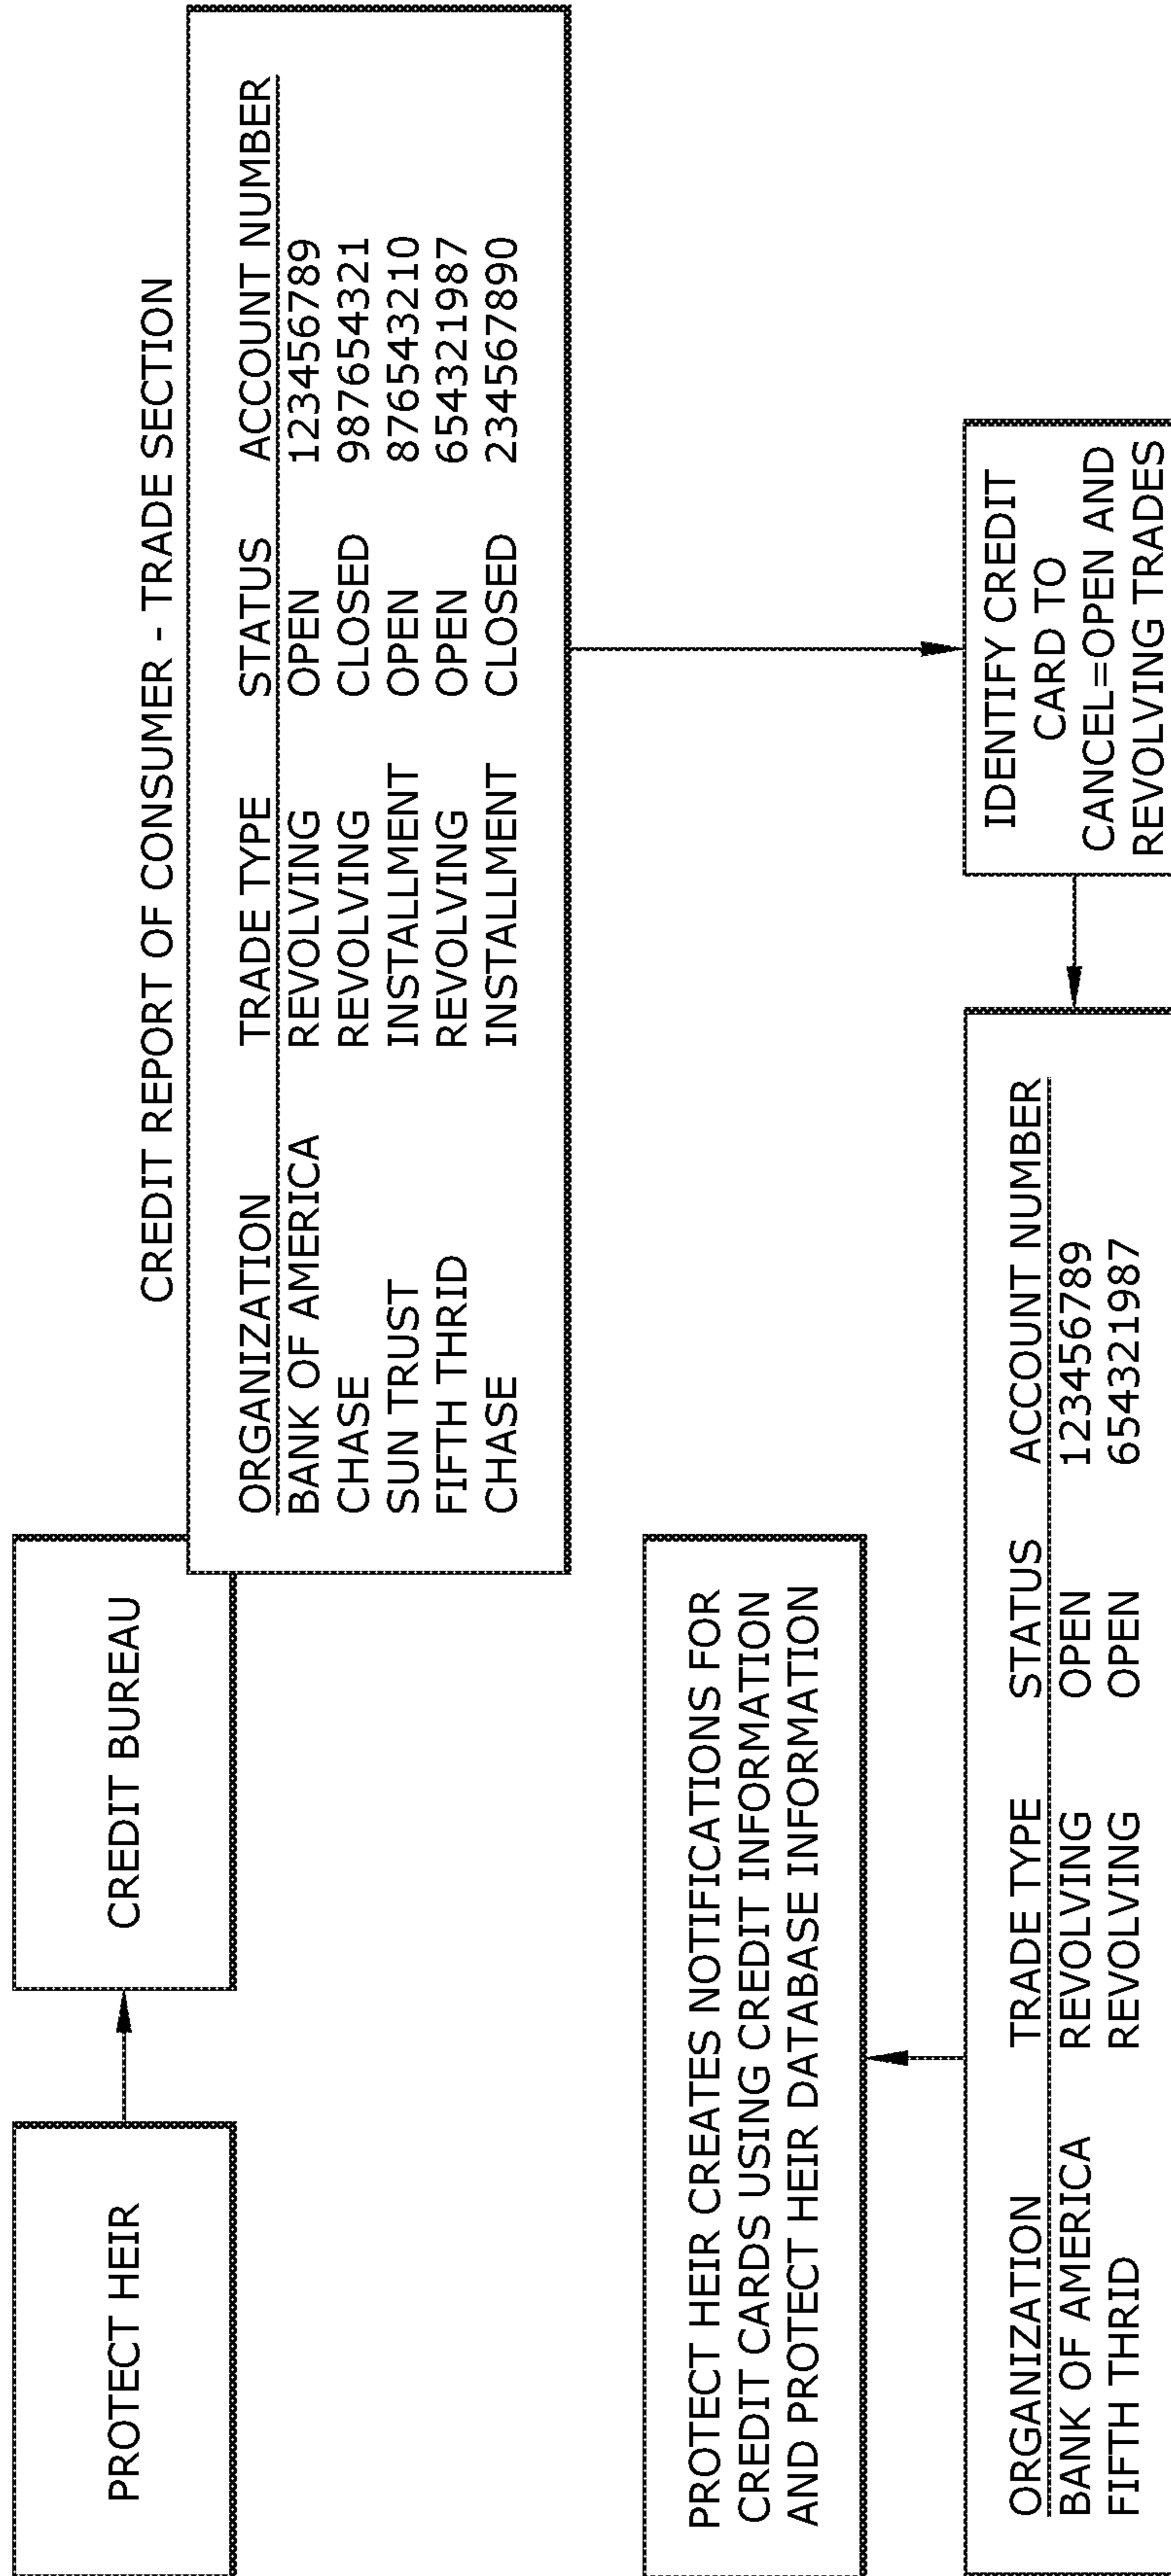 PROTECT HEIR
CREDIT BUREAU
CREDIT REPORT OF CONSUMER - TRADE SECTION
ORGANIZATION TRADE TYPE STATUS ACCOUNT NUMBER
BANK OF AMERICA REVOLVING OPEN 123456789
CHASE REVOLVING CLOSED 987654321
SUN TRUST INSTALLMENT OPEN 876543210
FIFTH THRID REVOLVING OPEN 654321987
CHASE INSTALLMENT CLOSED 234567890
IDENTIFY CREDIT
CARD TO
CANCEL=OPEN AND
REVOLVING TRADES
ORGANIZATION TRADE TYPE STATUS ACCOUNT NUMBER
BANK OF AMERICA REVOLVING OPEN 123456789
FIFTH THRID REVOLVING OPEN 654321987
PROTECT HEIR CREATES NOTIFICATIONS FOR
CREDIT CARDS USING CREDIT INFORMATION
AND PROTECT HEIR DATABASE INFORMATION